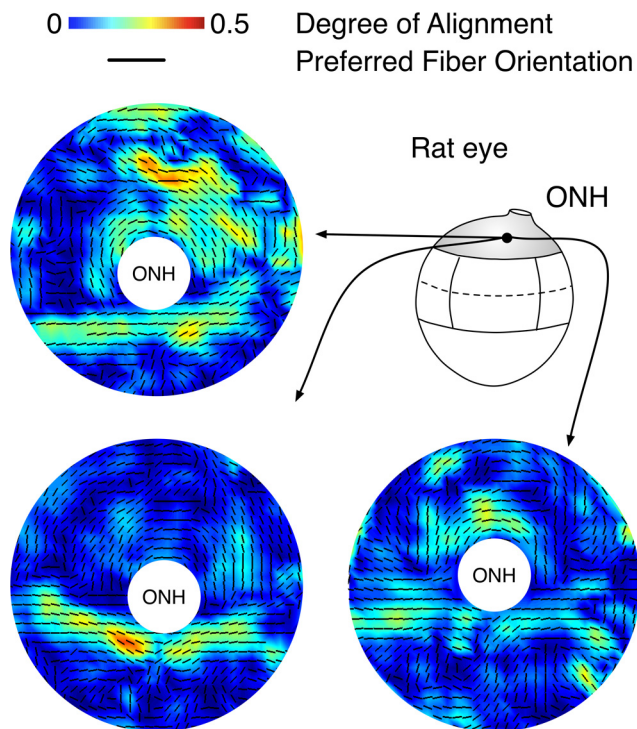 0 0.5 Degree of Alignment
Preferred Fiber Orientation
Rat eye
ONH
ONH
ONH
ONH